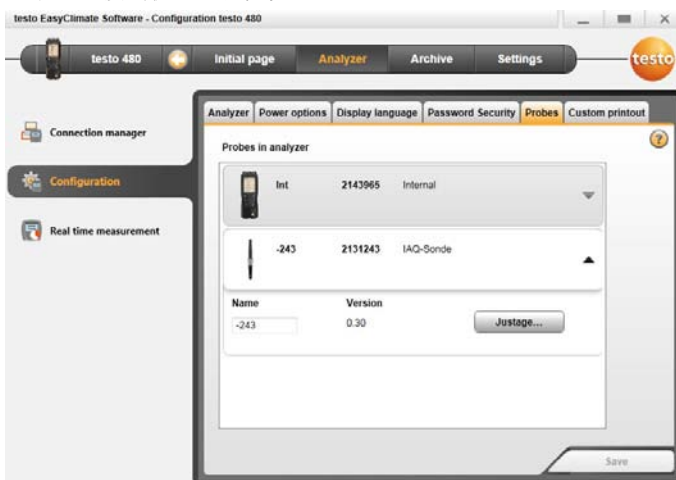 testo EasyClimate Software - Configuration testo 480
testo 480 Initial page Analyzer Archive Settings testo
Analyzer Power options Display language Password Security Probes Custom printout
Connection manager
Configuration
Real time measurement
Probes in analyzer
?
Int 2143965 Internal
-243 2131243 IAQ-Sonde
Name Version
-243 0.30 Justage...
Save